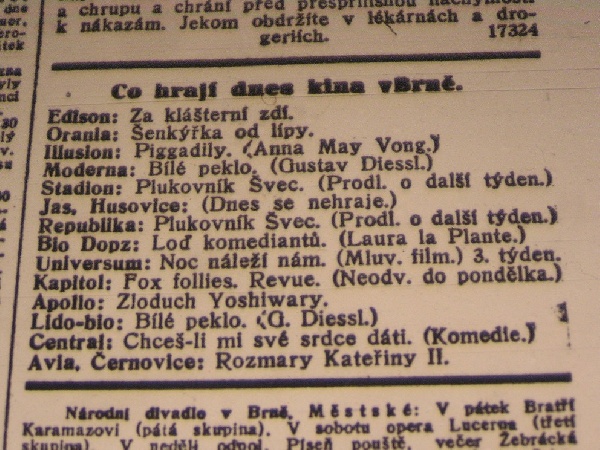 a chrupu a chrání před přespřílišnou náchylností
k nákazám. Jekom obdržíte v lékárnách a dro-
geriích. 17324
Co hrají dnes kina v Brně.
Edison: Za klášterní zdí.
Orania: Šenkýřka od lípy.
Illusion: Piggadily. (Anna May Vong.)
Moderna: Bílé peklo. (Gustav Diessl.)
Stadion: Plukovník Švec. (Prodl. o další týden.)
Jas, Husovice: (Dnes se nehraje.)
Republika: Plukovník Švec. (Prodl. o další týden.)
Bio Dopz: Loď komediantů. (Laura la Plante.)
Universum: Noc náleží nám. (Mluv. film.) 3. týden.
Kapitol: Fox follies. Revue. (Neodv. do pondělka.)
Apollo: Zloduch Yoshiwary.
Lido-bio: Bílé peklo. (G. Diessl.)
Central: Chceš-li mi své srdce dáti. (Komedie.)
Avia, Černovice: Rozmary Kateřiny II.
Národní divadlo v Brně. Městské: V pátek Bratří
Karamazovi (pátá skupina). V sobotu opera Lucerna (třetí
skupina). V neděli odpol. Píseň pouště, večer Žebrácká